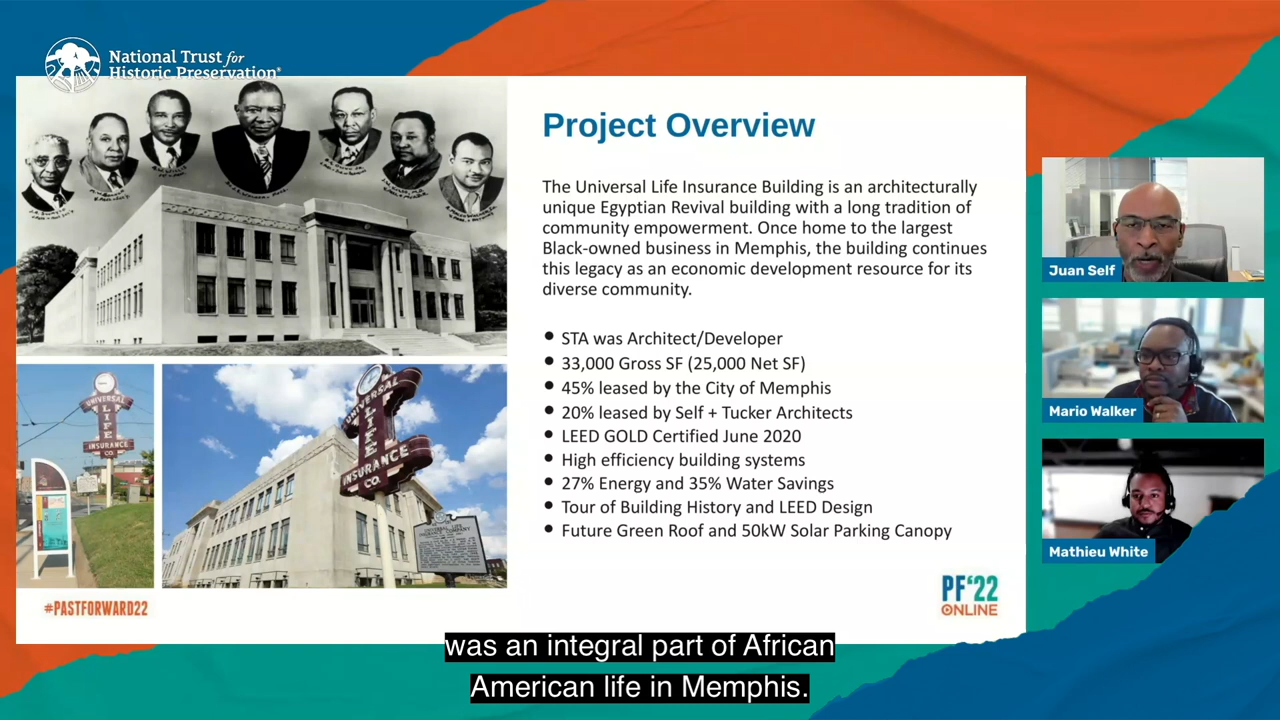 National Trust for
Historic Preservation®
Project Overview
The Universal Life Insurance Building is an architecturally
unique Egyptian Revival building with a long tradition of
community empowerment. Once home to the largest
Black-owned business in Memphis, the building continues
this legacy as an economic development resource for its
diverse community.
• STA was Architect/Developer
• 33,000 Gross SF (25,000 Net SF)
• 45% leased by the City of Memphis
• 20% leased by Self + Tucker Architects
• LEED GOLD Certified June 2020
• High efficiency building systems
• 27% Energy and 35% Water Savings
• Tour of Building History and LEED Design
• Future Green Roof and 50kW Solar Parking Canopy
UNIVERSAL
LIFE
INSURANCE
CO.
UNIVERSAL
LIFE
INSURANCE
CO.
UNIVERSAL LIFE
#PASTFORWARD22
PF'22
ONLINE
Juan Self
Mario Walker
Mathieu White
was an integral part of African
American life in Memphis.